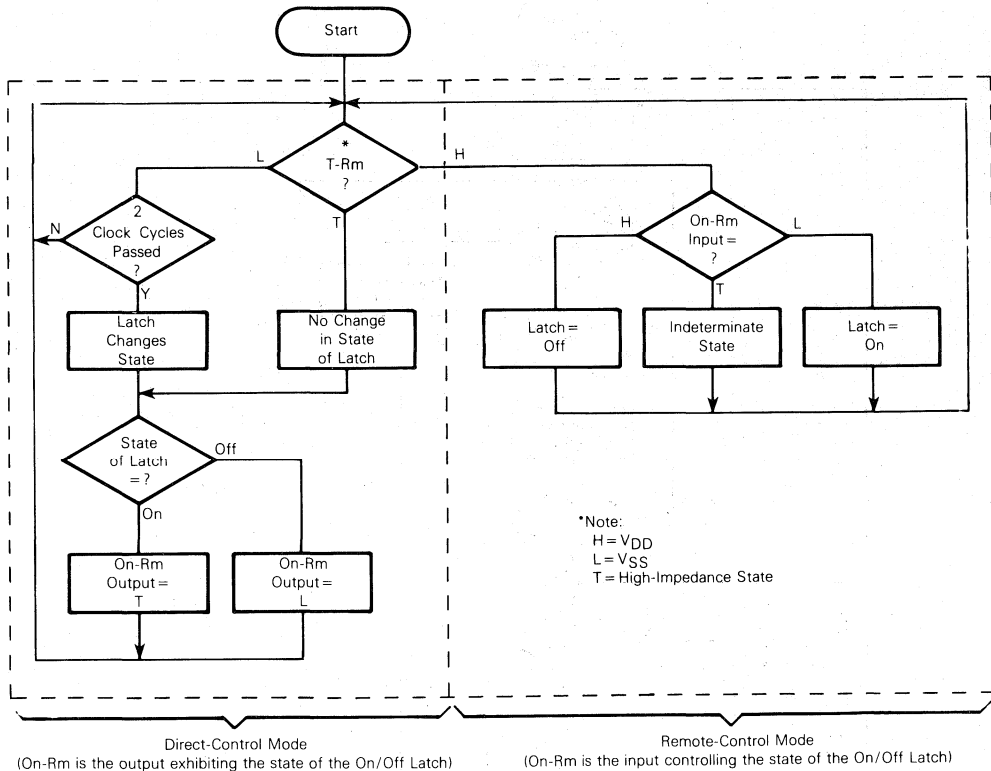 Start
*
T-Rm
?
L
H
T
2
Clock Cycles
Passed
?
N
Y
Latch
Changes
State
No Change
in State
of Latch
State
of Latch
= ?
Off
On
On-Rm
Output=
T
On-Rm
Output=
L
On-Rm
Input=
?
H
L
T
Latch=
Off
Indeterminate
State
Latch=
On
*Note:
H=VDD
L=VSS
T=High-Impedance State
Direct-Control Mode
(On-Rm is the output exhibiting the state of the On/Off Latch)
Remote-Control Mode
(On-Rm is the input controlling the state of the On/Off Latch)